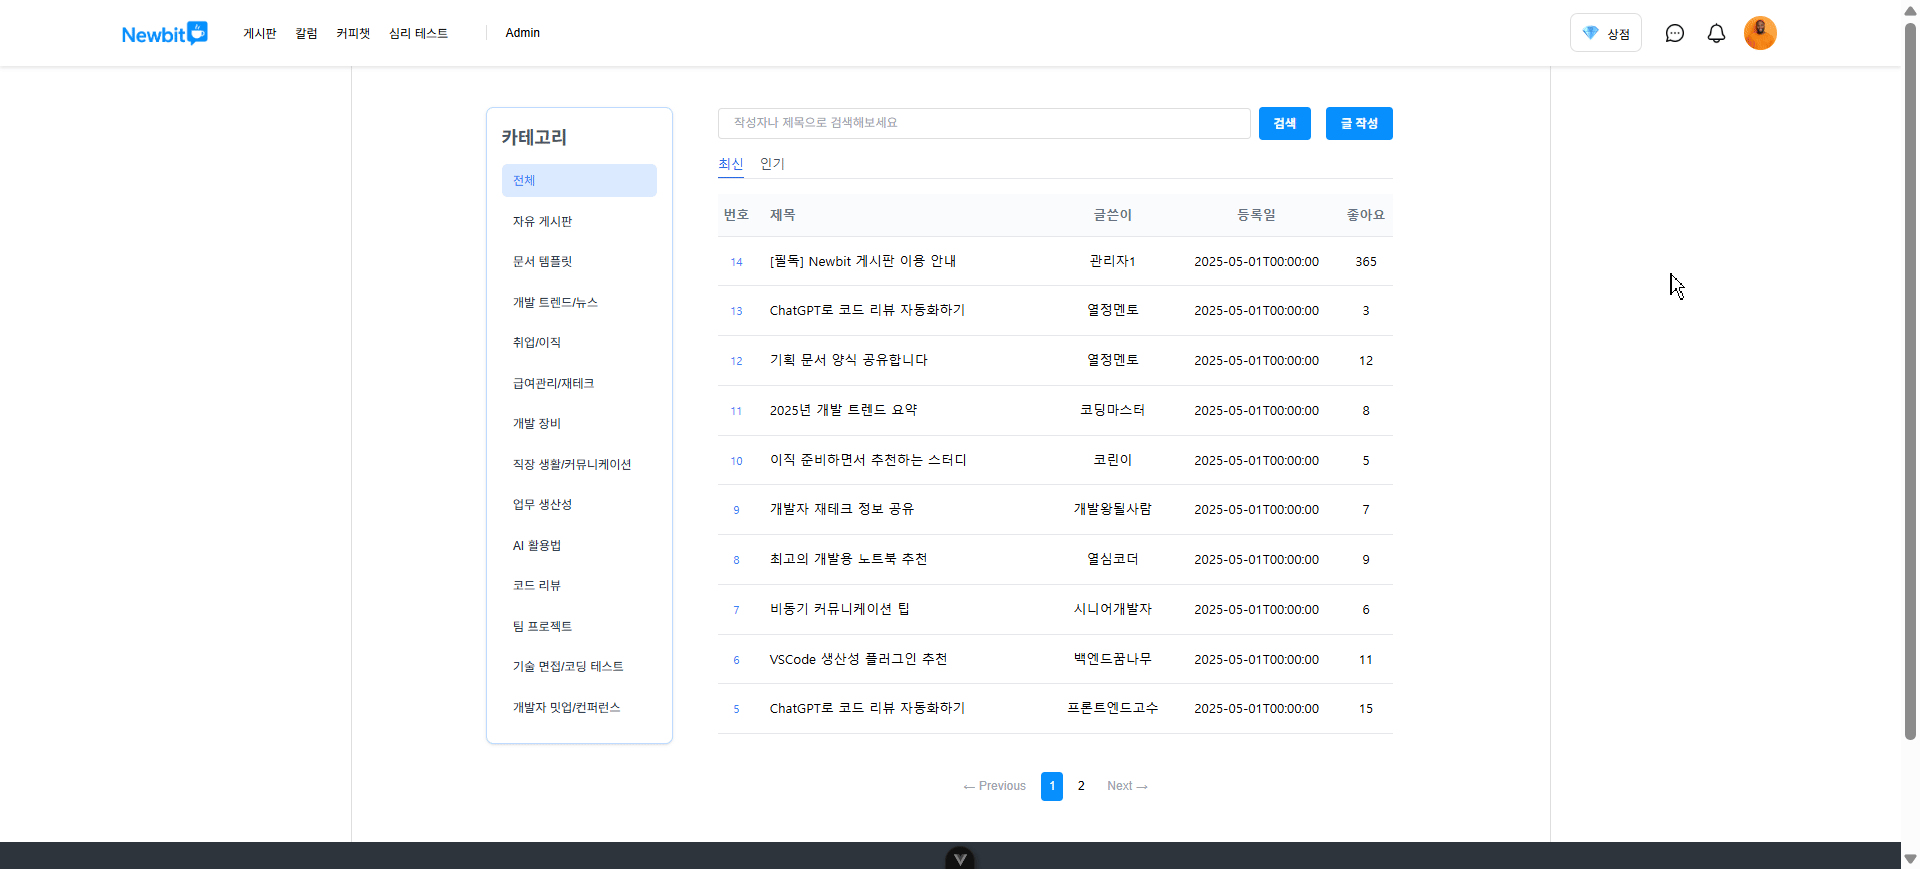 Newbit 게시판 칼럼 커피챗 심리 테스트 Admin 상점
카테고리
전체
자유 게시판
문서 템플릿
개발 트렌드/뉴스
취업/이직
급여관리/재테크
개발 장비
직장 생활/커뮤니케이션
업무 생산성
AI 활용법
코드 리뷰
팀 프로젝트
기술 면접/코딩 테스트
개발자 밋업/컨퍼런스
작성자나 제목으로 검색해보세요 검색 글 작성
최신 인기
번호 제목 글쓴이 등록일 좋아요
14 [필독] Newbit 게시판 이용 안내 관리자1 2025-05-01T00:00:00 365
13 ChatGPT로 코드 리뷰 자동화하기 열정멘토 2025-05-01T00:00:00 3
12 기획 문서 양식 공유합니다 열정멘토 2025-05-01T00:00:00 12
11 2025년 개발 트렌드 요약 코딩마스터 2025-05-01T00:00:00 8
10 이직 준비하면서 추천하는 스터디 코린이 2025-05-01T00:00:00 5
9 개발자 재테크 정보 공유 개발왕될사람 2025-05-01T00:00:00 7
8 최고의 개발용 노트북 추천 열심코더 2025-05-01T00:00:00 9
7 비동기 커뮤니케이션 팁 시니어개발자 2025-05-01T00:00:00 6
6 VSCode 생산성 플러그인 추천 백엔드꿈나무 2025-05-01T00:00:00 11
5 ChatGPT로 코드 리뷰 자동화하기 프론트엔드고수 2025-05-01T00:00:00 15
← Previous 1 2 Next →